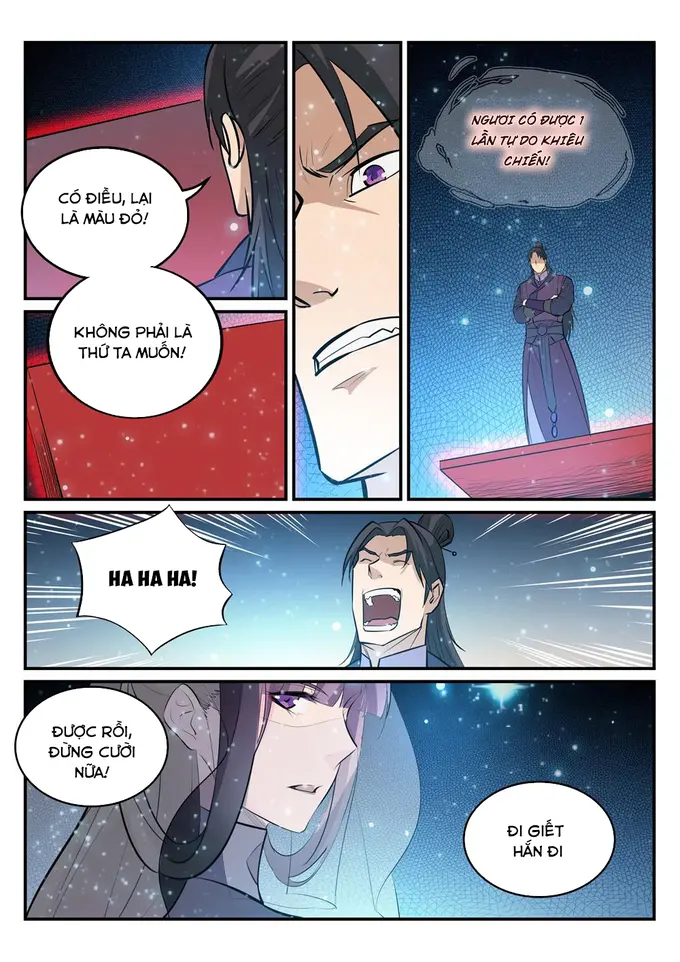 CÓ ĐIỀU, LẠI
LÀ MÀU ĐỎ!
KHÔNG PHẢI LÀ
THỨ TA MUỐN!
NGƯƠI CÓ ĐƯỢC 1
LẦN TỰ DO KHIÊU
CHIẾN!
HA HA HA!
ĐƯỢC RỒI,
ĐỪNG CƯỜI
NỮA!
ĐI GIẾT
HẮN ĐI